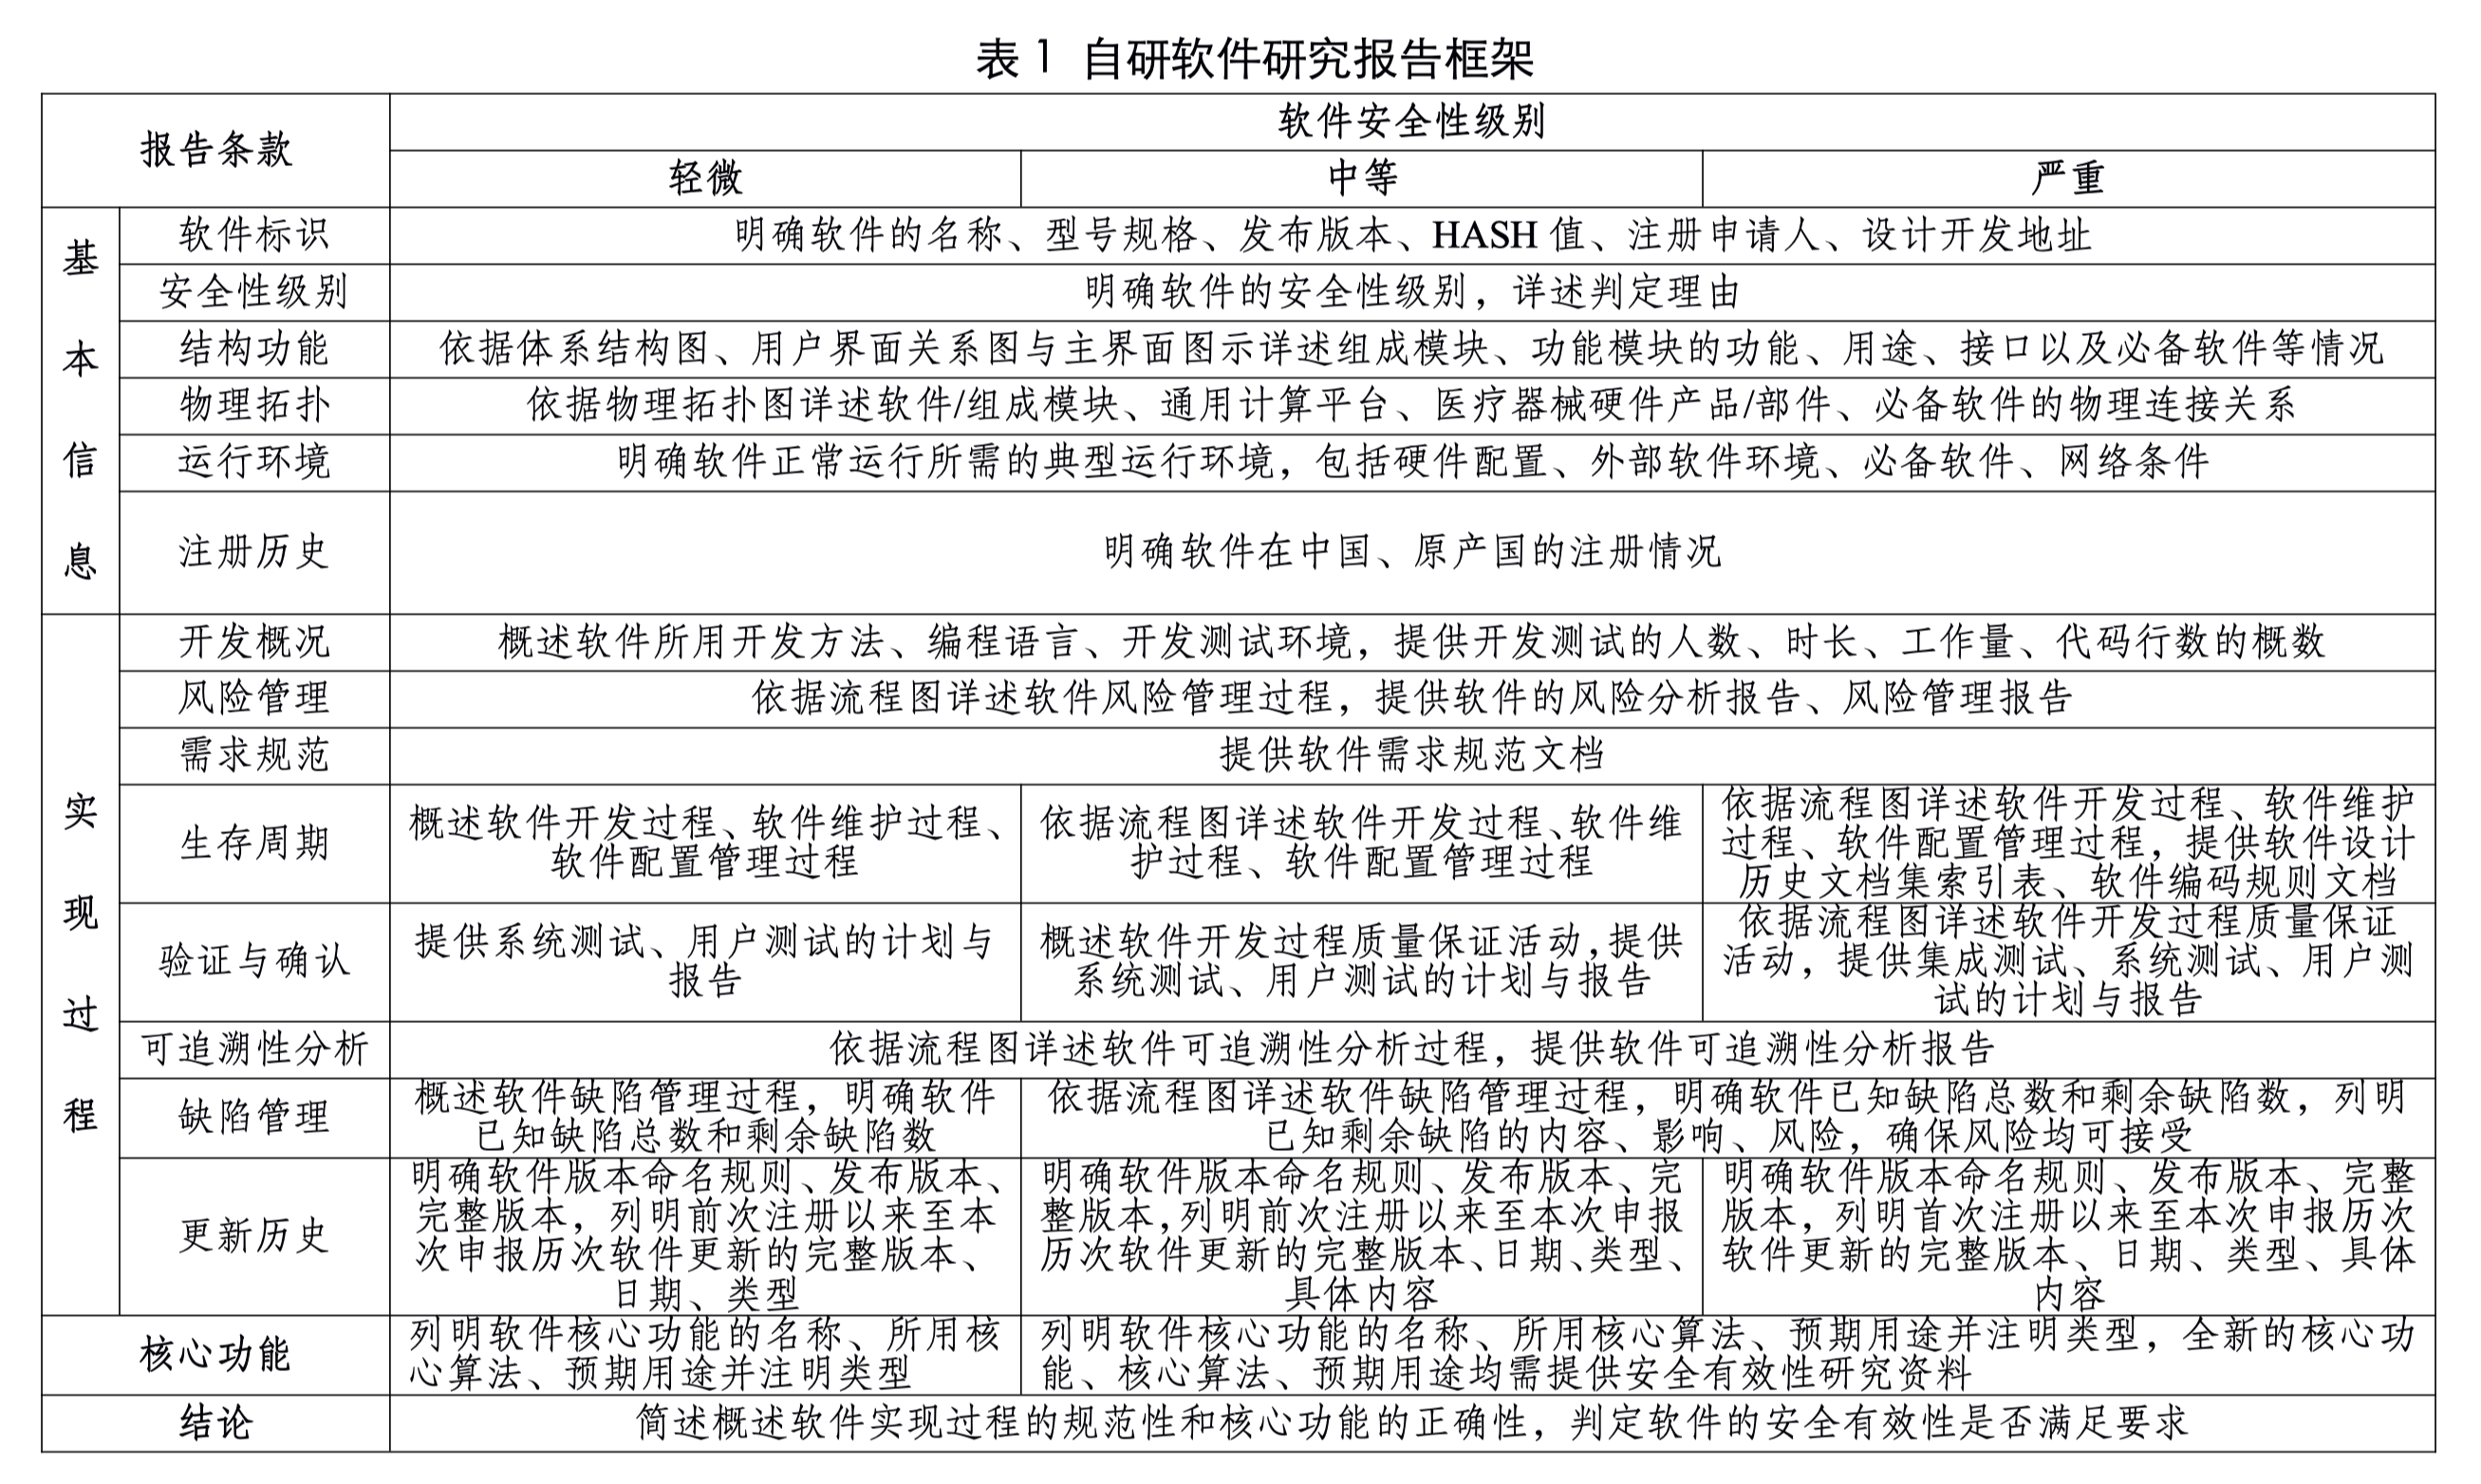 表 1 自研软件研究报告框架
报告条款
软件安全性级别
轻微
中等
严重
基本信息
软件标识
明确软件的名称、型号规格、发布版本、HASH 值、注册申请人、设计开发地址
安全性级别
明确软件的安全性级别，详述判定理由
结构功能
依据体系结构图、用户界面关系图与主界面图示详述组成模块、功能模块的功能、用途、接口以及必备软件等情况
物理拓扑
依据物理拓扑图详述软件/组成模块、通用计算平台、医疗器械硬件产品/部件、必备软件的物理连接关系
运行环境
明确软件正常运行所需的典型运行环境，包括硬件配置、外部软件环境、必备软件、网络条件
注册历史
明确软件在中国、原产国的注册情况
实现过程
开发概况
概述软件所用开发方法、编程语言、开发测试环境，提供开发测试的人数、时长、工作量、代码行数的概数
风险管理
依据流程图详述软件风险管理过程，提供软件的风险分析报告、风险管理报告
需求规范
提供软件需求规范文档
生存周期
概述软件开发过程、软件维护过程、
软件配置管理过程
依据流程图详述软件开发过程、软件维
护过程、软件配置管理过程
依据流程图详述软件开发过程、软件维护
过程、软件配置管理过程，提供软件设计
历史文档集索引表、软件编码规则文档
验证与确认
提供系统测试、用户测试的计划与
报告
概述软件开发过程质量保证活动，提供
系统测试、用户测试的计划与报告
依据流程图详述软件开发过程质量保证
活动，提供集成测试、系统测试、用户测
试的计划与报告
可追溯性分析
依据流程图详述软件可追溯性分析过程，提供软件可追溯性分析报告
缺陷管理
概述软件缺陷管理过程，明确软件
已知缺陷总数和剩余缺陷数
依据流程图详述软件缺陷管理过程，明确软件已知缺陷总数和剩余缺陷数，列明
已知剩余缺陷的内容、影响、风险，确保风险均可接受
更新历史
明确软件版本命名规则、发布版本、
完整版本，列明前次注册以来至本
次申报历次软件更新的完整版本、
日期、类型
明确软件版本命名规则、发布版本、完
整版本，列明前次注册以来至本次申报
历次软件更新的完整版本、日期、类型、
具体内容
明确软件版本命名规则、发布版本、完整
版本，列明首次注册以来至本次申报历次
软件更新的完整版本、日期、类型、具体
内容
核心功能
列明软件核心功能的名称、所用核
心算法、预期用途并注明类型
列明软件核心功能的名称、所用核心算法、预期用途并注明类型，全新的核心功
能、核心算法、预期用途均需提供安全有效性研究资料
结论
简述概述软件实现过程的规范性和核心功能的正确性，判定软件的安全有效性是否满足要求